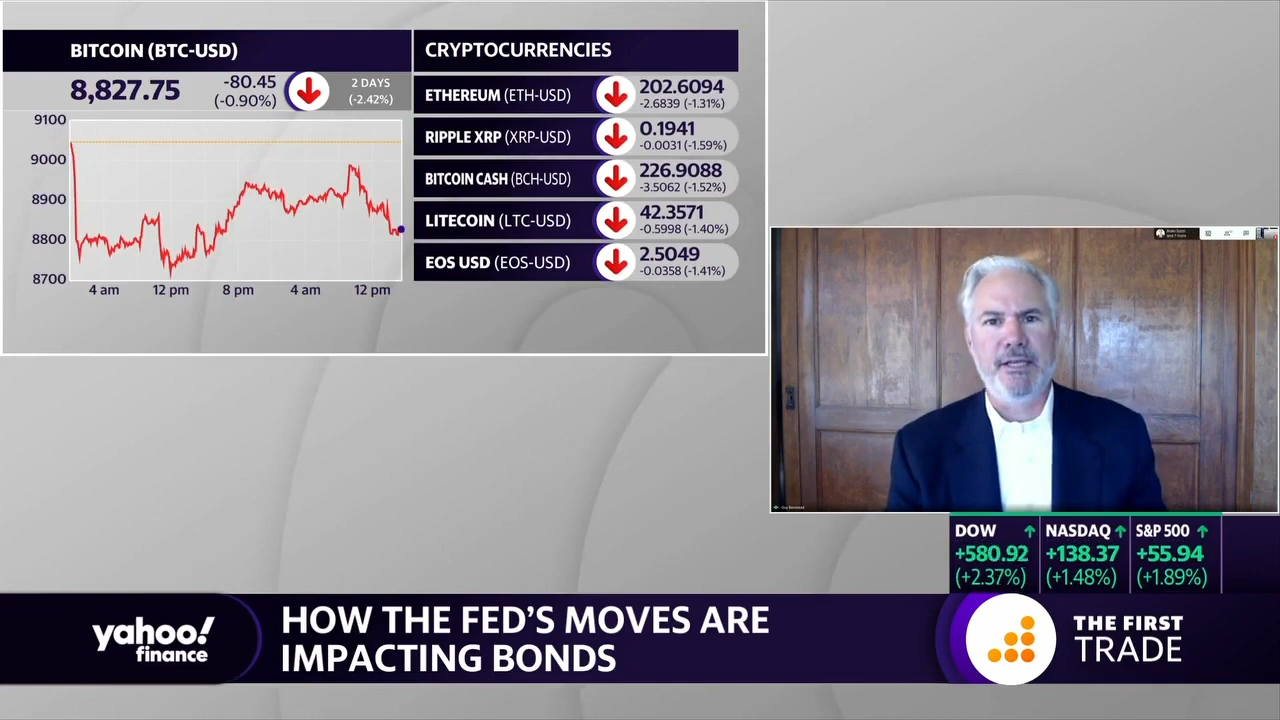 BITCOIN (BTC-USD)
8,827.75
-80.45
(-0.90%)
2 DAYS
(-2.42%)
9100
9000
8900
8800
8700
4 am
12 pm
8 pm
4 am
12 pm
CRYPTOCURRENCIES
ETHEREUM (ETH-USD)
202.6094
-2.6839 (-1.31%)
RIPPLE XRP (XRP-USD)
0.1941
-0.0031 (-1.59%)
BITCOIN CASH (BCH-USD)
226.9088
-3.5062 (-1.52%)
LITECOIN (LTC-USD)
42.3571
-0.5998 (-1.40%)
EOS USD (EOS-USD)
2.5049
-0.0358 (-1.41%)
DOW
+580.92
(+2.37%)
NASDAQ
+138.37
(+1.48%)
S&P 500
+55.94
(+1.89%)
yahoo!
finance
HOW THE FED'S MOVES ARE
IMPACTING BONDS
THE FIRST
TRADE